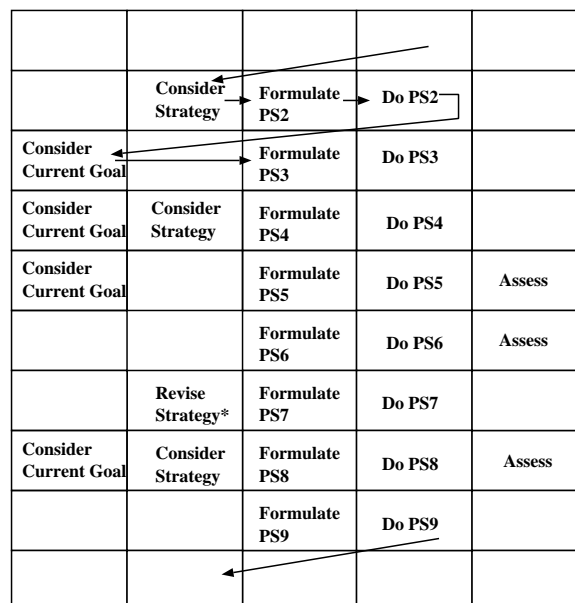 Consider
Strategy
Formulate
PS2
Do PS2
Consider
Current Goal
Formulate
PS3
Do PS3
Consider
Current Goal
Consider
Strategy
Formulate
PS4
Do PS4
Consider
Current Goal
Formulate
PS5
Do PS5
Assess
Formulate
PS6
Do PS6
Assess
Revise
Strategy*
Formulate
PS7
Do PS7
Consider
Current Goal
Consider
Strategy
Formulate
PS8
Do PS8
Assess
Formulate
PS9
Do PS9